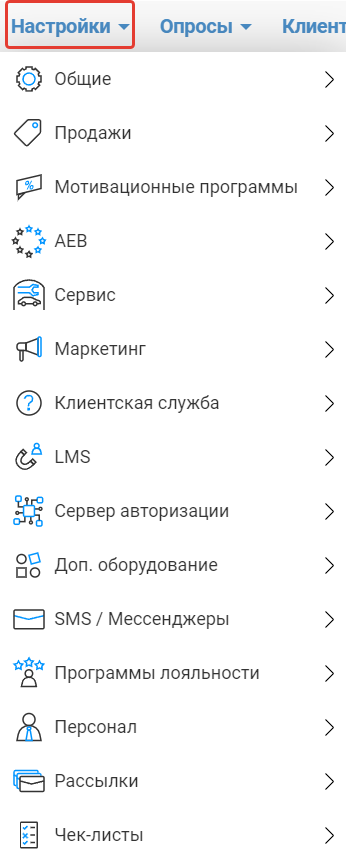 Настройки Опросы Клиент
Общие
Продажи
% Мотивационные программы
АЕВ
Сервис
Маркетинг
? Клиентская служба
LMS
Сервер авторизации
Доп. оборудование
SMS / Мессенджеры
Программы лояльности
Персонал
Рассылки
Чек-листы